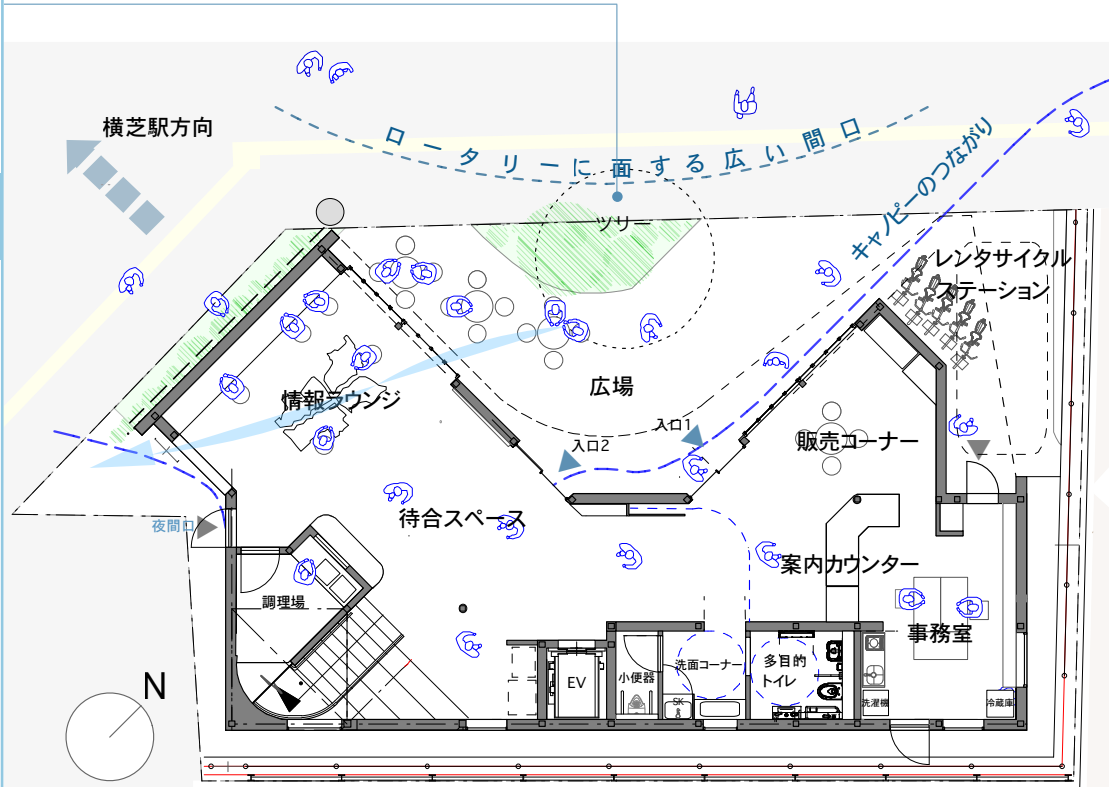 横芝駅方向
ロータリーに面する広い間口
キャノピーのつながり
ツリー
レンタサイクル
ステーション
広場
情報ラウンジ
入口1
入口2
販売コーナー
待合スペース
夜間口
案内カウンター
調理場
事務室
洗面コーナー
多目的
トイレ
小便器
EV
SK
洗濯機
冷蔵庫
N